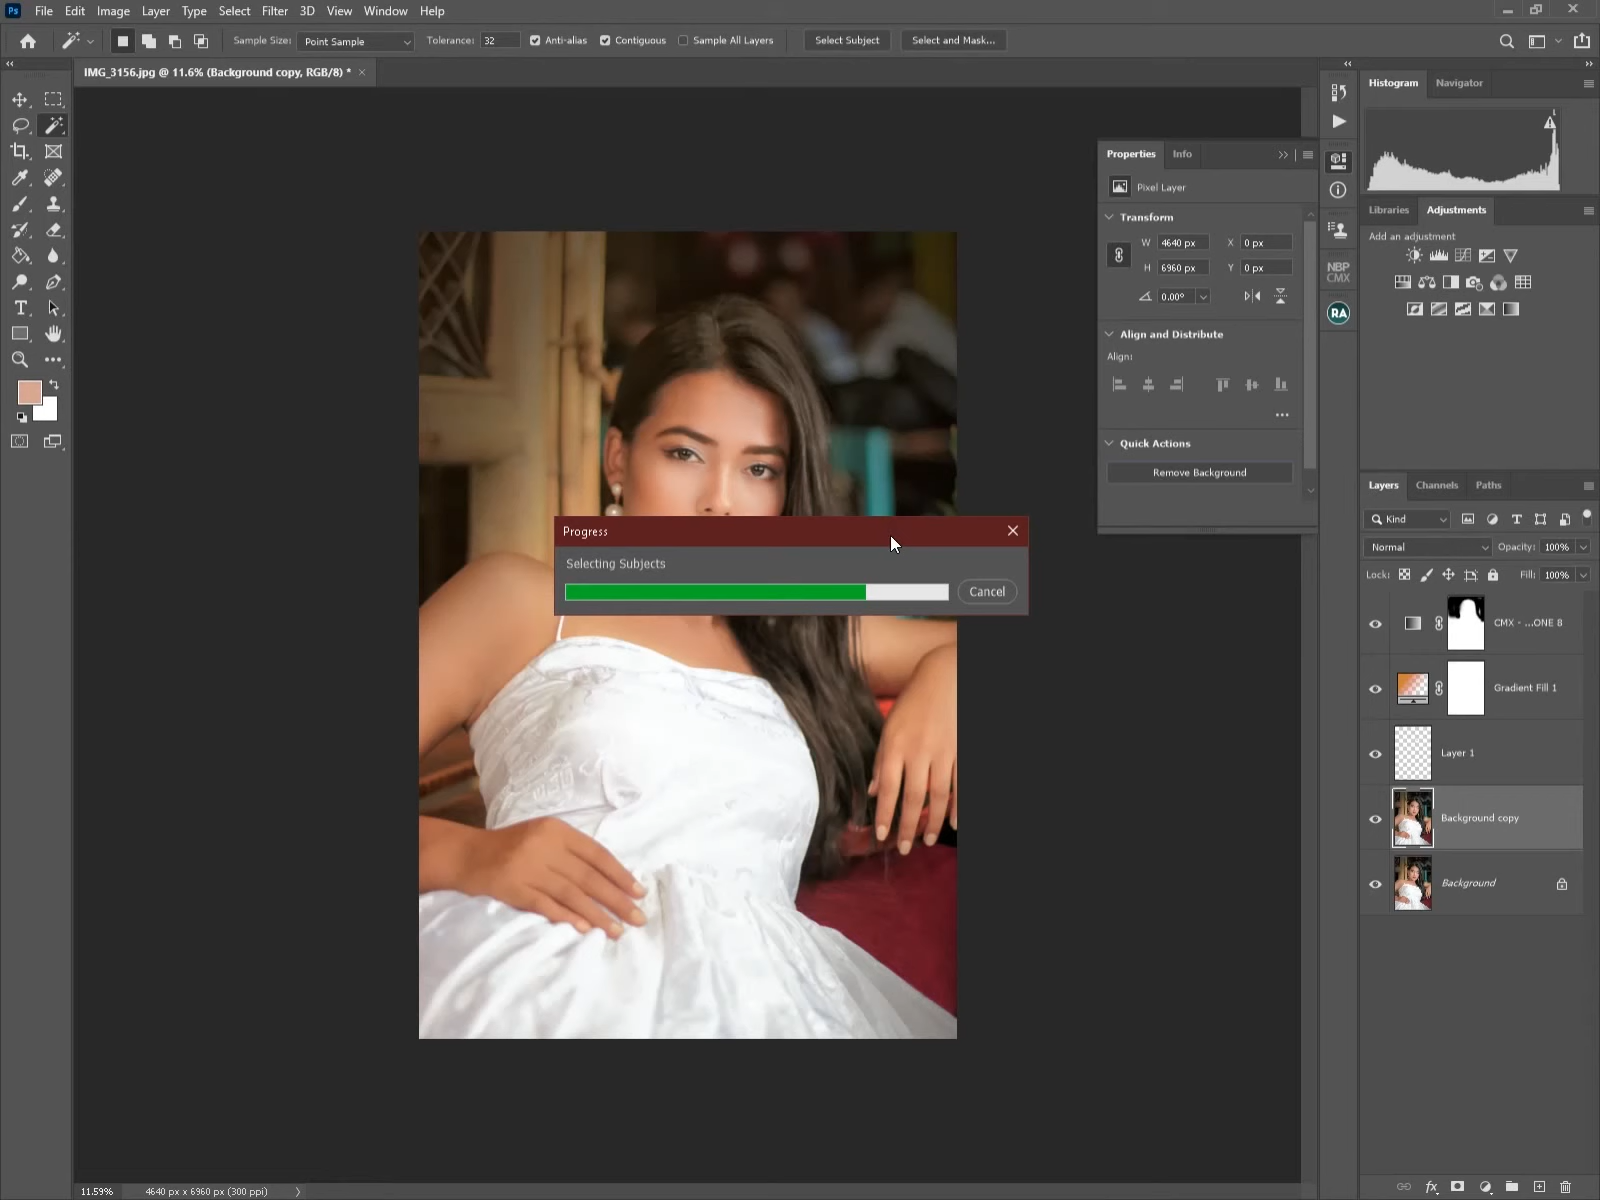 Ps File Edit Image Layer Type Select Filter 3D View Window Help
Sample Size: Point Sample Tolerance: 32 Anti-alias Contiguous Sample All Layers Select Subject Select and Mask...
IMG_3156.jpg @ 11.6% (Background copy, RGB/8) * ×
Histogram Navigator
Properties Info
Pixel Layer
Transform
W 4640 px X 0 px
H 6960 px Y 0 px
0.00°
Align and Distribute
Align:
Quick Actions
Remove Background
NBP
CMX
RA
Libraries Adjustments
Add an adjustment
Progress
Selecting Subjects
Cancel
Layers Channels Paths
Kind
Normal Opacity: 100%
Lock: Fill: 100%
CMX - ...ONE 8
Gradient Fill 1
Layer 1
Background copy
Background
11.59% 4640 px x 6960 px (300 ppi)